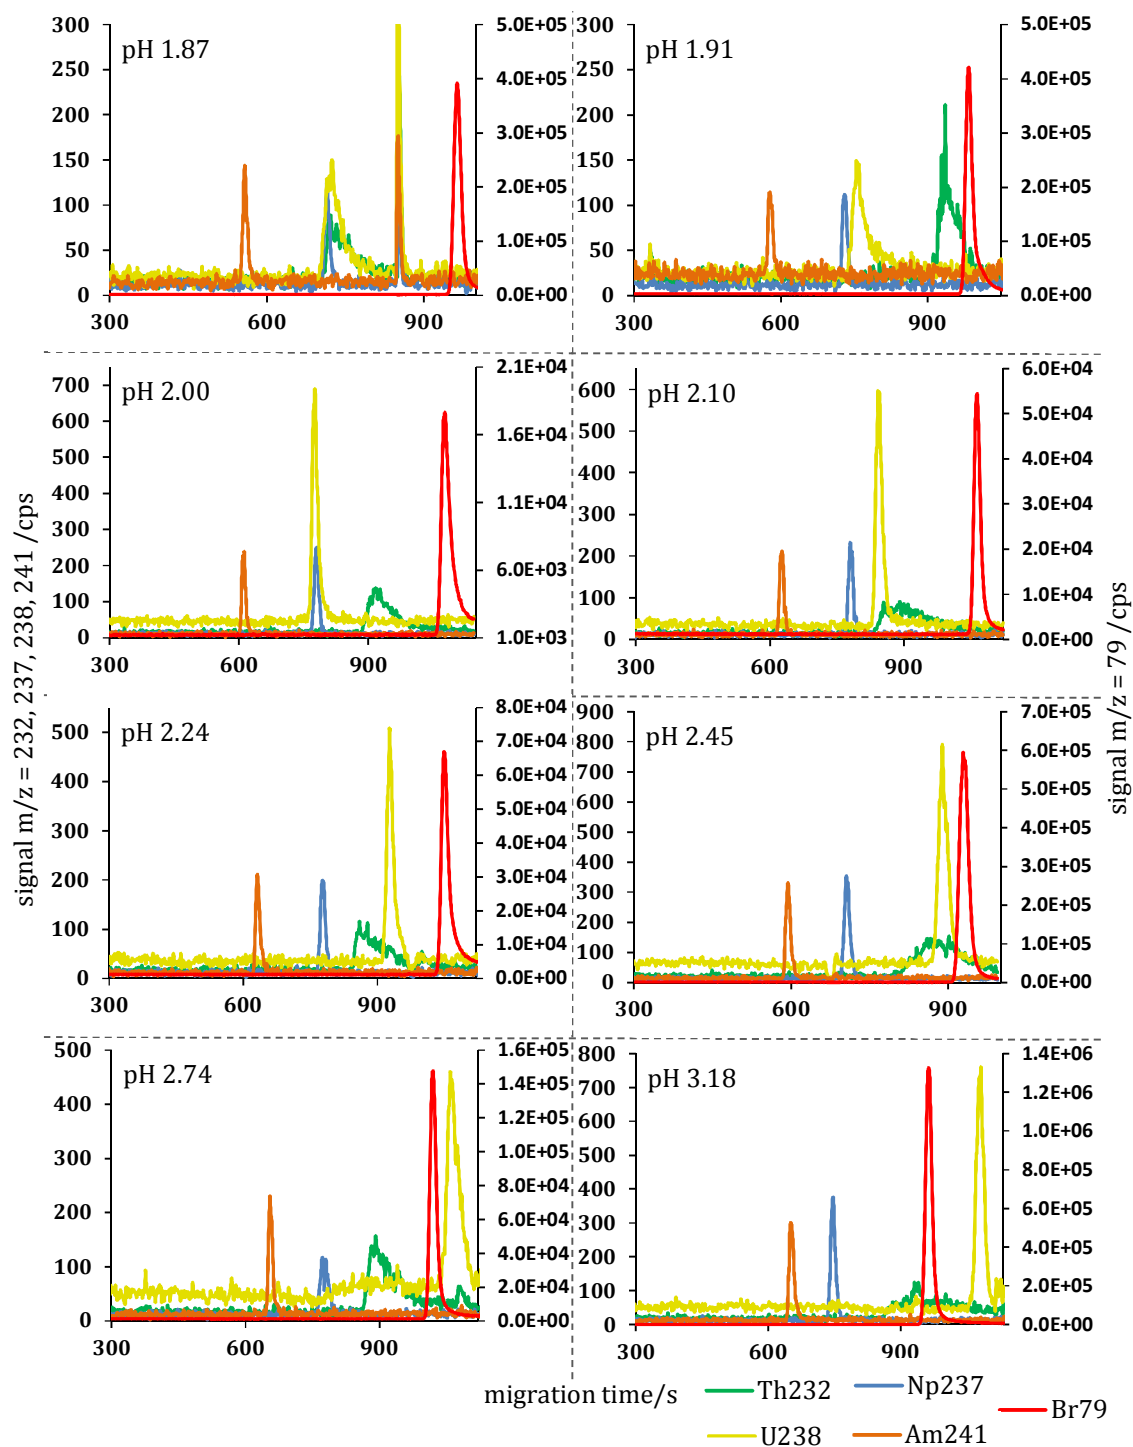 pH 1.87
300
250
200
150
100
50
0
5.0E+05
4.0E+05
3.0E+05
2.0E+05
1.0E+05
0.0E+00
300 600 900
pH 1.91
300
250
200
150
100
50
0
5.0E+05
4.0E+05
3.0E+05
2.0E+05
1.0E+05
0.0E+00
300 600 900
pH 2.00
700
600
500
400
300
200
100
0
2.1E+04
1.6E+04
1.1E+04
6.0E+03
1.0E+03
300 600 900
pH 2.10
600
500
400
300
200
100
0
6.0E+04
5.0E+04
4.0E+04
3.0E+04
2.0E+04
1.0E+04
0.0E+00
300 600 900
signal m/z = 232, 237, 238, 241 /cps
signal m/z = 79 /cps
pH 2.24
500
400
300
200
100
0
8.0E+04
7.0E+04
6.0E+04
5.0E+04
4.0E+04
3.0E+04
2.0E+04
1.0E+04
0.0E+00
300 600 900
pH 2.45
900
800
700
600
500
400
300
200
100
0
7.0E+05
6.0E+05
5.0E+05
4.0E+05
3.0E+05
2.0E+05
1.0E+05
0.0E+00
300 600 900
pH 2.74
500
400
300
200
100
0
1.6E+05
1.4E+05
1.2E+05
1.0E+05
8.0E+04
6.0E+04
4.0E+04
2.0E+04
0.0E+00
300 600 900
pH 3.18
800
700
600
500
400
300
200
100
0
1.4E+06
1.2E+06
1.0E+06
8.0E+05
6.0E+05
4.0E+05
2.0E+05
0.0E+00
300 600 900
migration time/s
Th232 Np237
Br79
U238 Am241